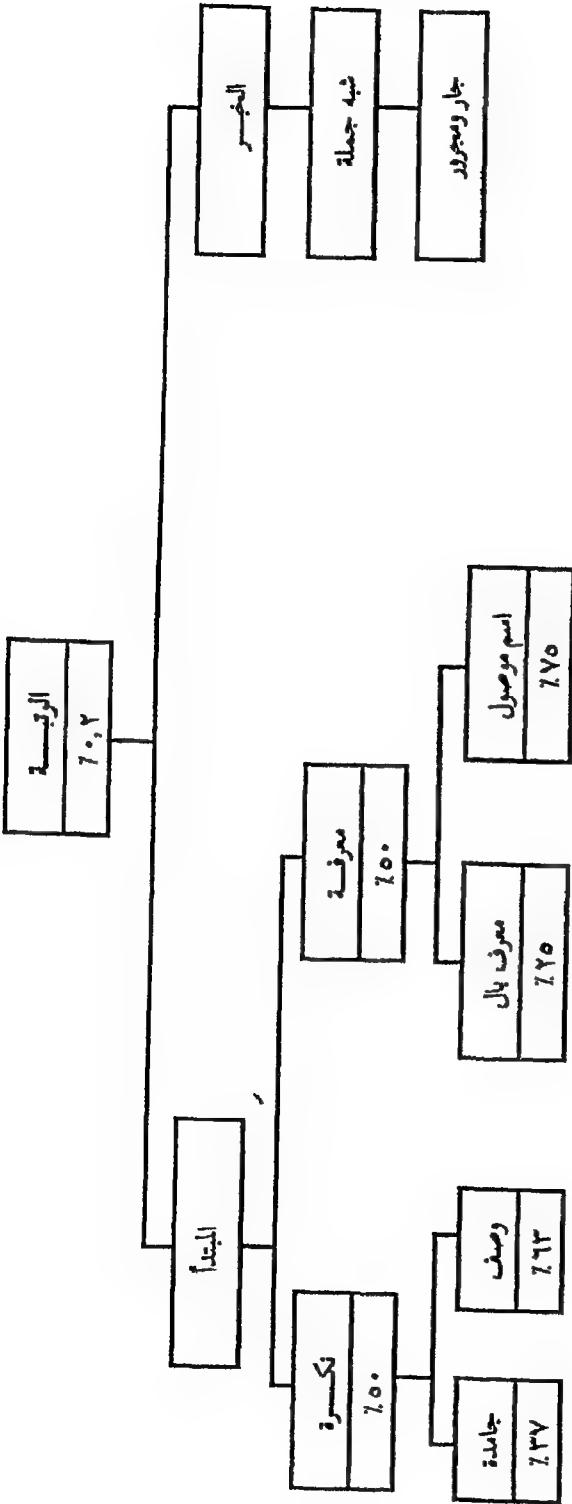 الرتبة
٪٠,٢
الخبر
شبه جملة
جار ومجرور
المبتدأ
معرفة
٪٥٠
اسم موصول
٪٧٥
معرف بال
٪٢٥
نكرة
٪٥٠
وصف
٪٦٣
جامدة
٪٣٧